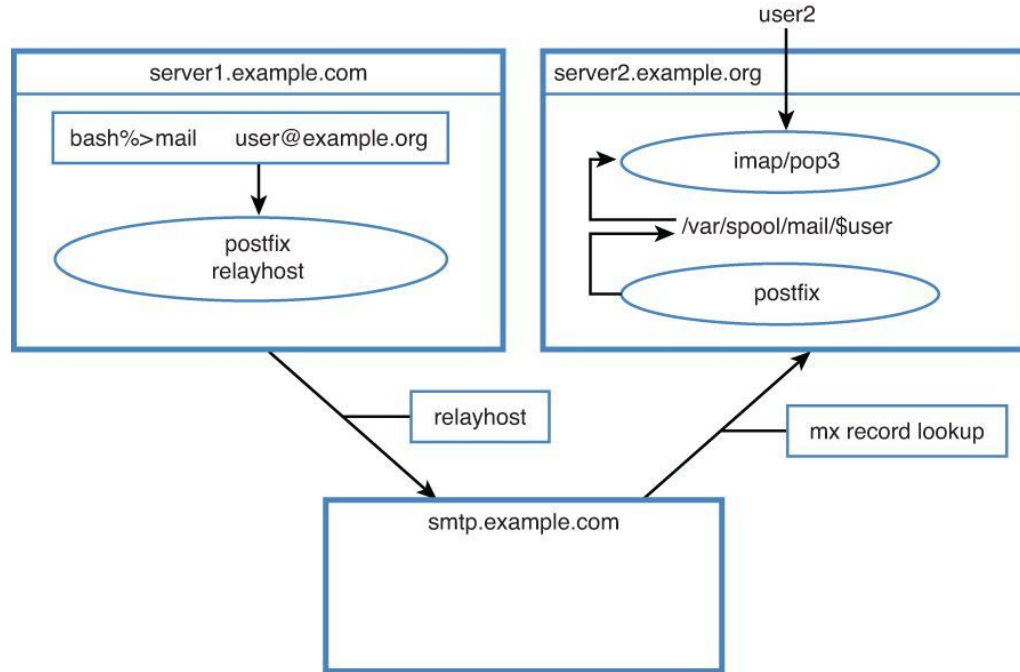 user2
server1.example.com
server2.example.org
bash%>mail user@example.org
imap/pop3
/var/spool/mail/$user
postfix
relayhost
postfix
relayhost
mx record lookup
smtp.example.com